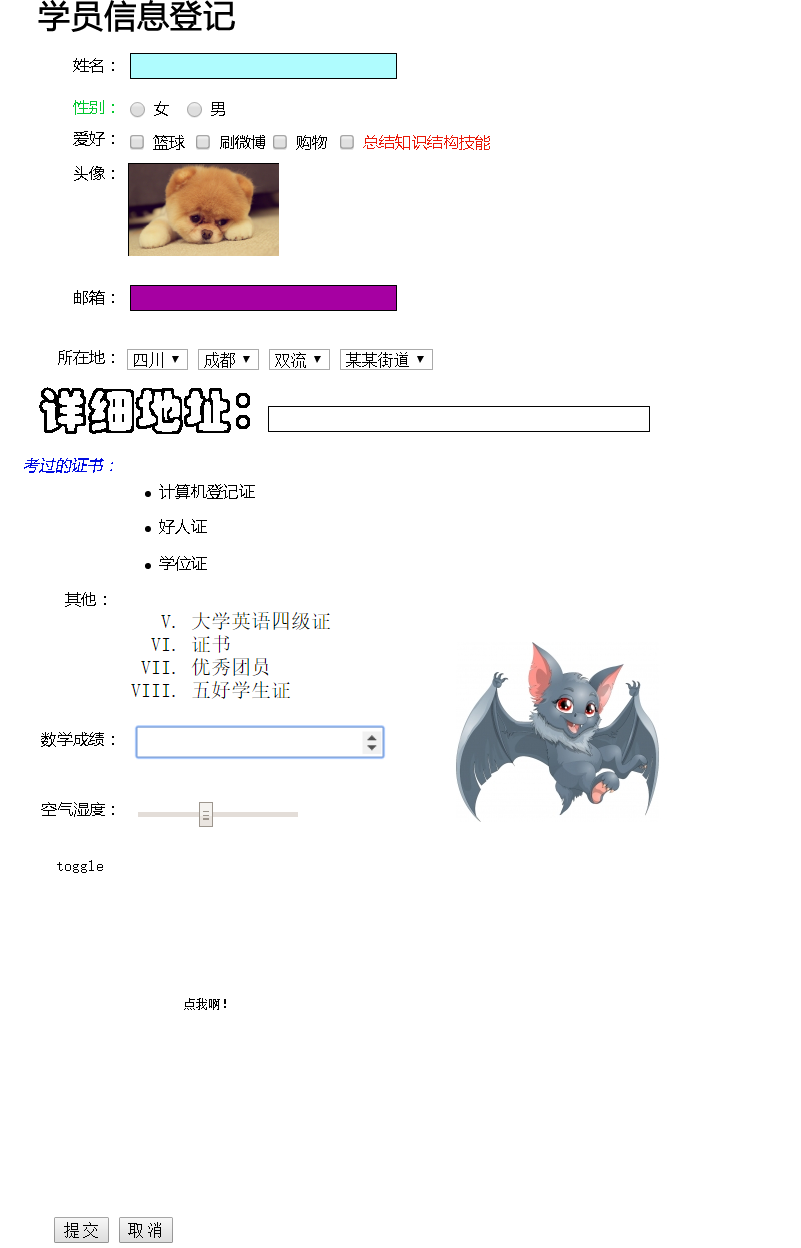 学员信息登记
姓名：
性别： 女 男
爱好： 篮球 刷微博 购物 总结知识结构技能
头像：
邮箱：
所在地： 四川 成都 双流 某某街道
详细地址：
考过的证书：
计算机登记证
好人证
学位证
其他：
V. 大学英语四级证
VI. 证书
VII. 优秀团员
VIII. 五好学生证
数学成绩：
空气湿度：
toggle
点我啊！
提交 取消